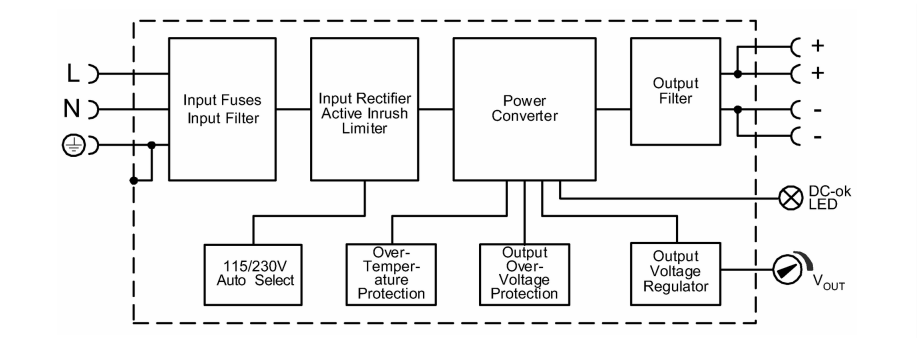 L
N
Input Fuses
Input Filter
Input Rectifier
Active Inrush
Limiter
Power
Converter
Output
Filter
+
+
-
-
DC-ok
LED
115/230V
Auto Select
Over-
Temper-
ature
Protection
Output
Over-
Voltage
Protection
Output
Voltage
Regulator
VOUT